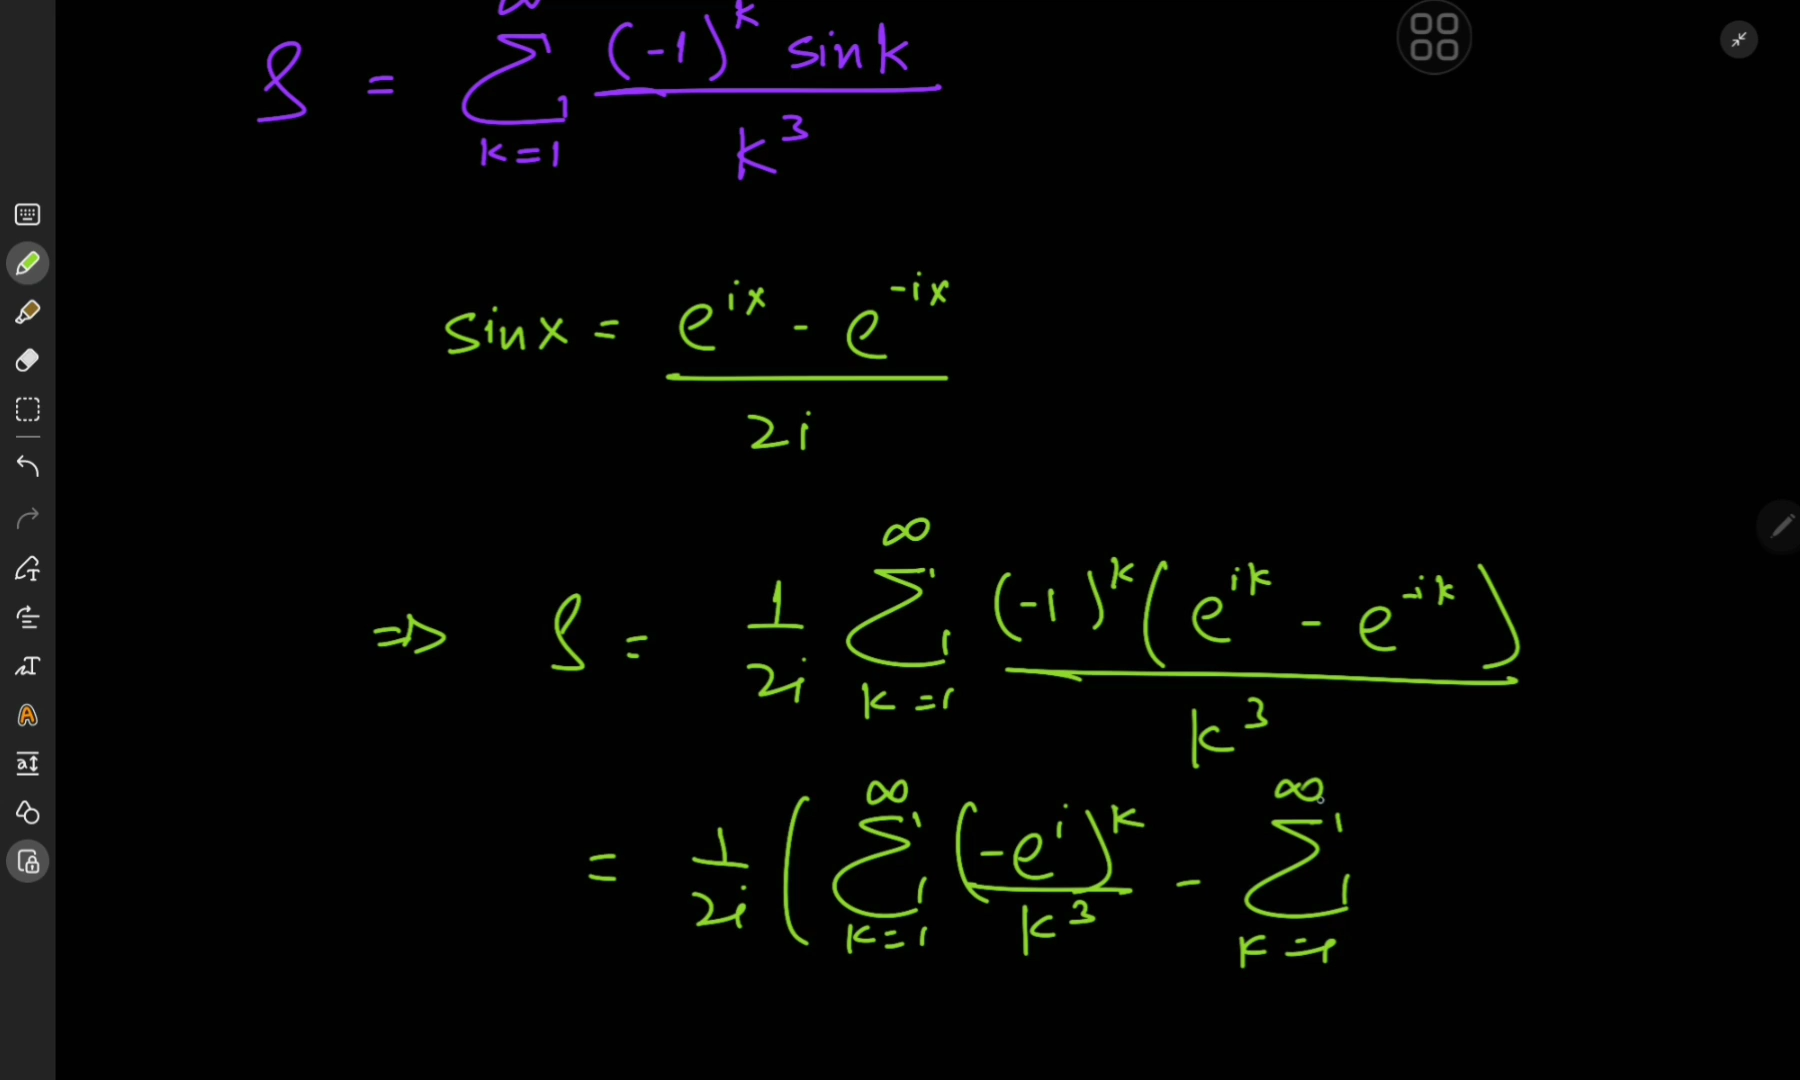 S = ∞ Σ k=1 (-1)^k sin k / k^3
sin x = e^{ix} - e^{-ix} / 2i
=> S = 1/2i ∞ Σ k=1 (-1)^k (e^{ik} - e^{-ik}) / k^3
= 1/2i ( ∞ Σ k=1 (-e^i)^k / k^3 - ∞ Σ k=1